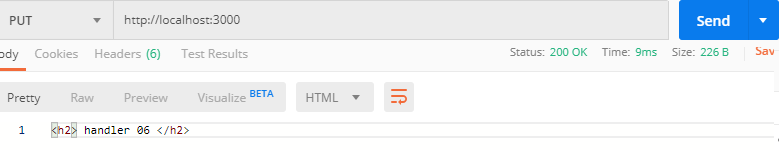 PUT http://localhost:3000 Send
Body Cookies Headers (6) Test Results Status: 200 OK Time: 9ms Size: 226 B Sav
Pretty Raw Preview Visualize BETA HTML
1 <h2> handler 06 </h2>